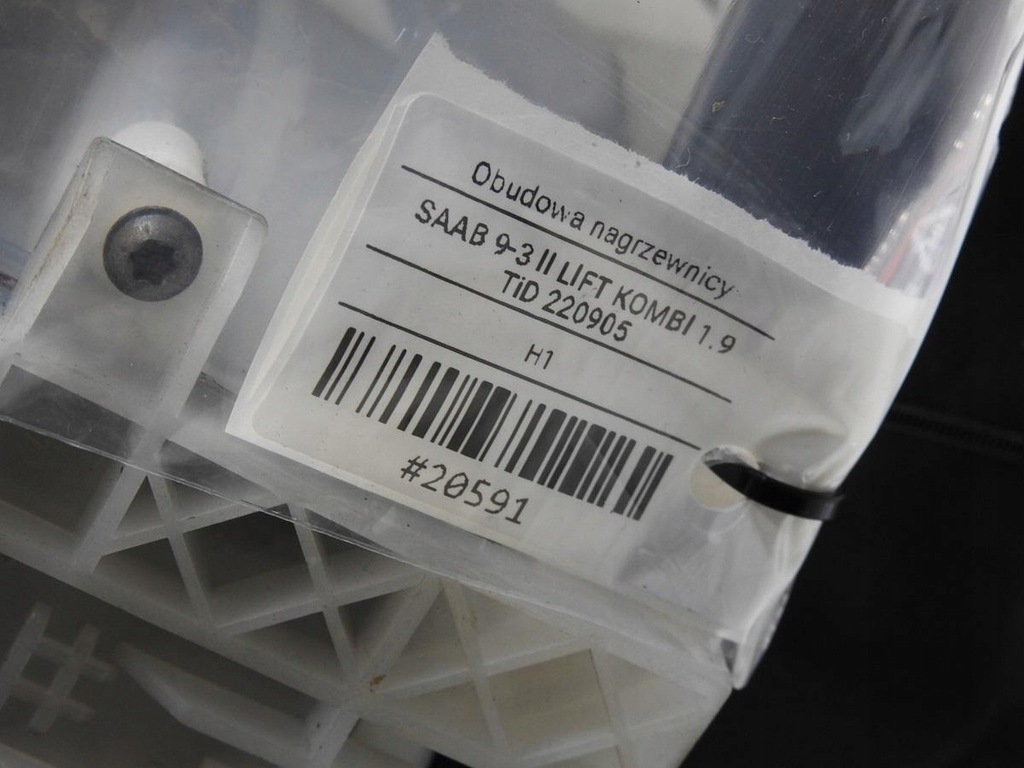 Obudowa nagrzewnicy
SAAB 9-3 II LIFT KOMBI 1.9
TiD 220905
H1
#20591